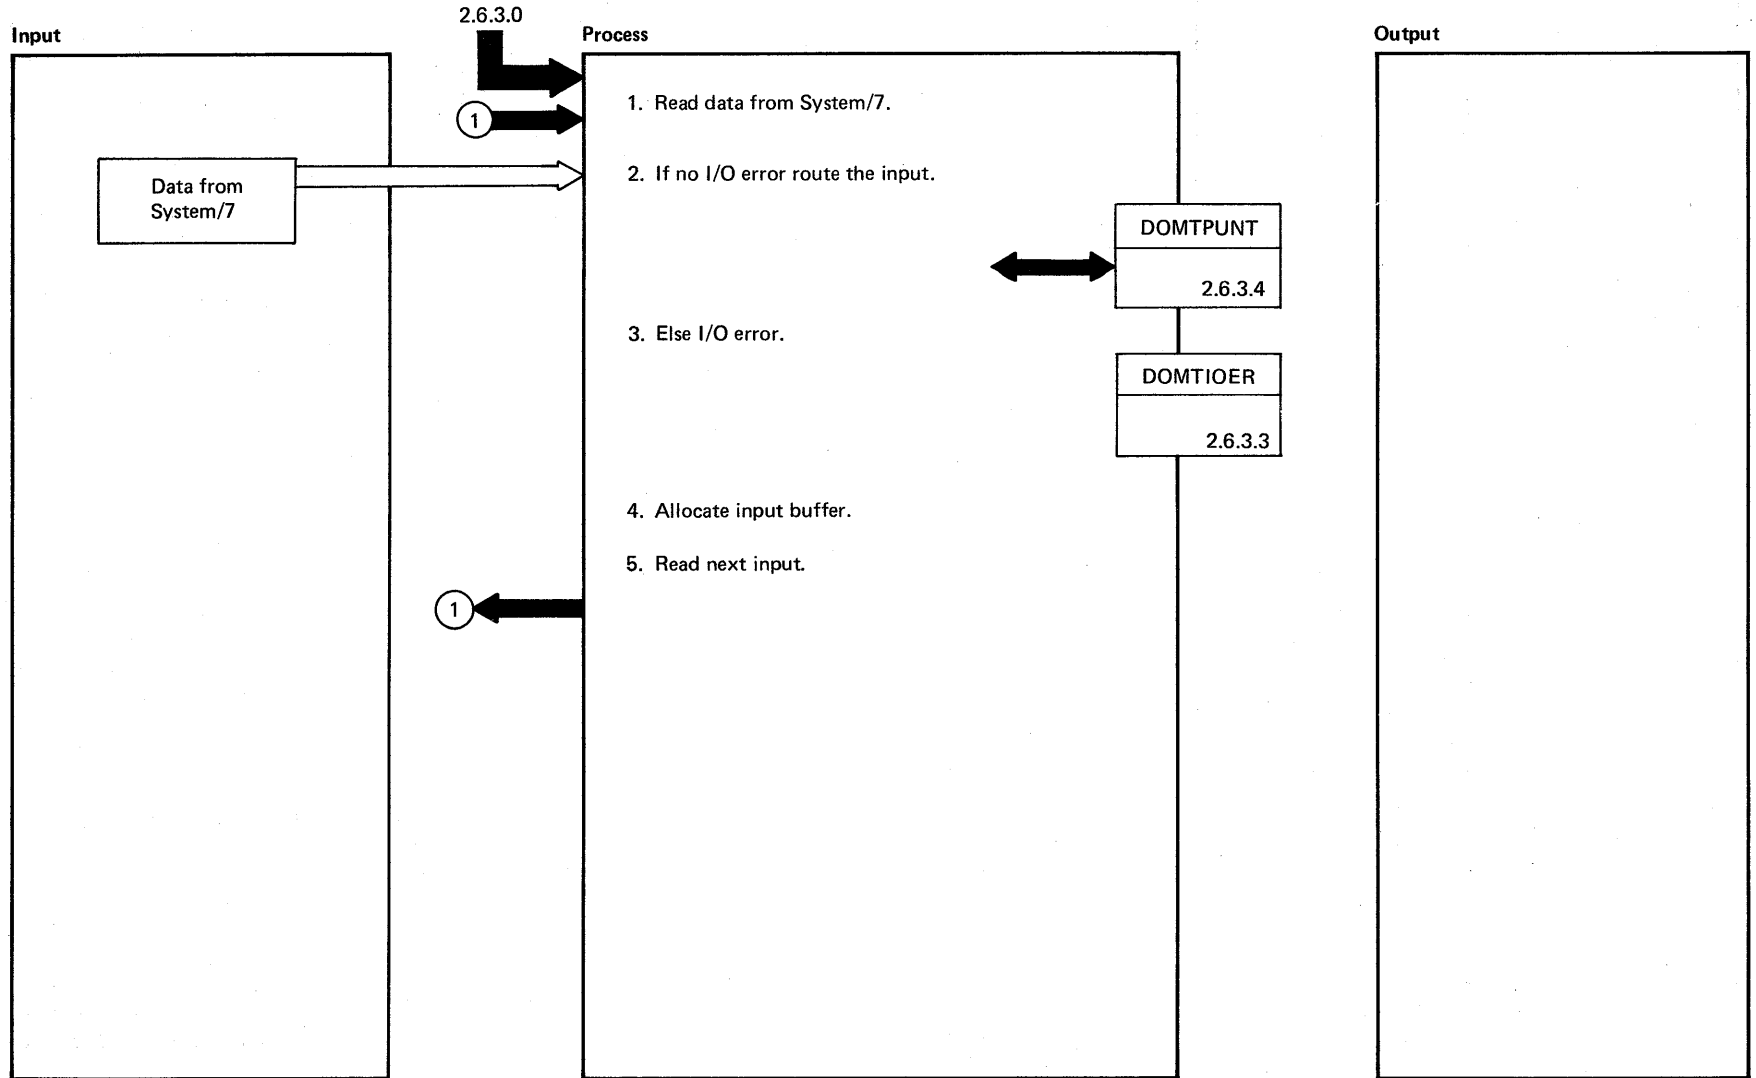 2.6.3.0
Input
Process
Output
1. Read data from System/7.
1
Data from
System/7
2. If no I/O error route the input.
DOMTPUNT
2.6.3.4
3. Else I/O error.
DOMTIOER
2.6.3.3
4. Allocate input buffer.
5. Read next input.
1